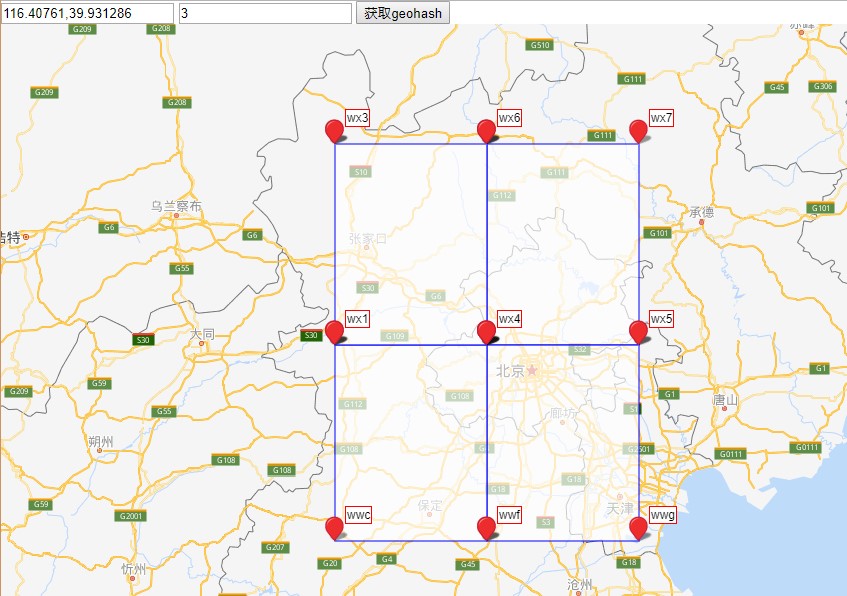 116.40761,39.931286 3 获取geohash
G209 G208 赤峰
G510
G209 G208 G111 G45 G306
wx3 wx6 wx7
G111
S10 G111
G112
乌兰察布 承德 G101
G6 G6 G101
浩特 张家口
G55
S30 G6
wx1 wx4 wx5
S30 大同 S30 G109
S32
北京 G1
G209 G59 G108 G1
G55 G112 廊坊 唐山
朔州 G108 G2501 G0111 G0111
G108 G108
G18 G18
G59 G2001 保定 天津
wwc wwf wwg
S3
G207 G20 G4 G45 G18
忻州 沧州